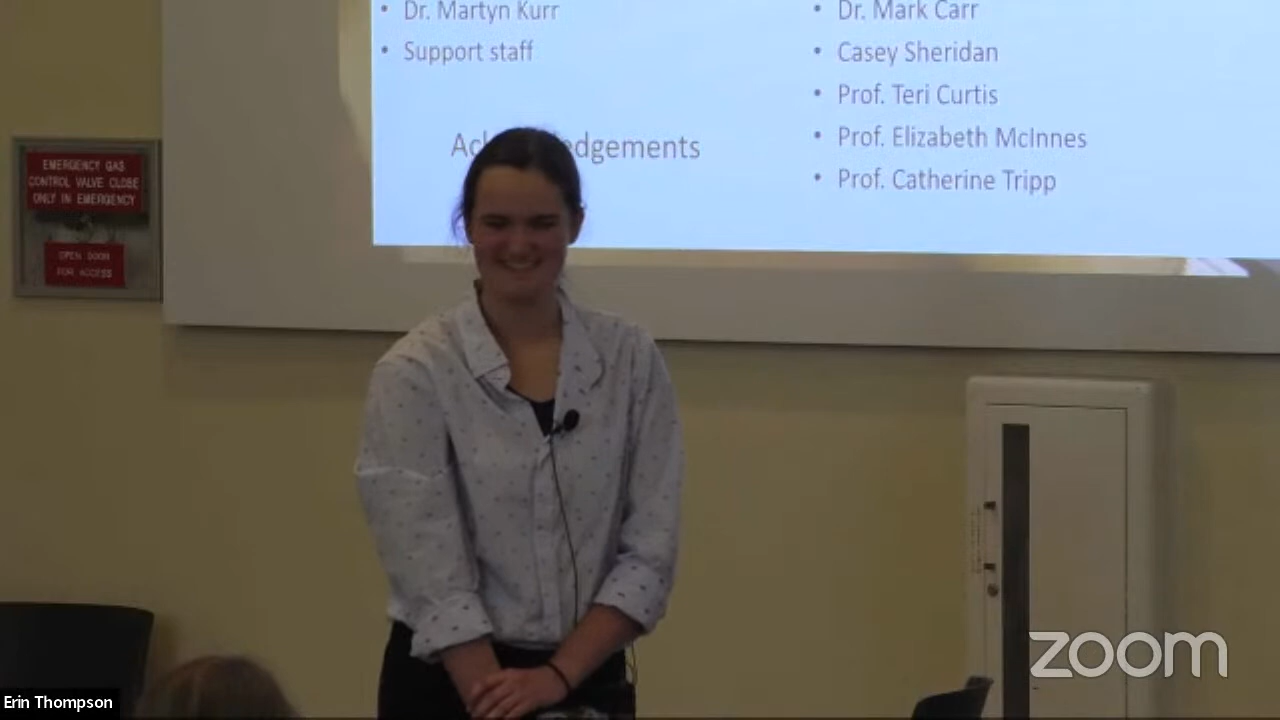 Dr. Martyn Kurr
Support staff
Acknowledgements
Dr. Mark Carr
Casey Sheridan
Prof. Teri Curtis
Prof. Elizabeth McInnes
Prof. Catherine Tripp
EMERGENCY GAS
CONTROL VALVE CLOSE
ONLY IN EMERGENCY
OPEN DOOR
FOR ACCESS
zoom
Erin Thompson